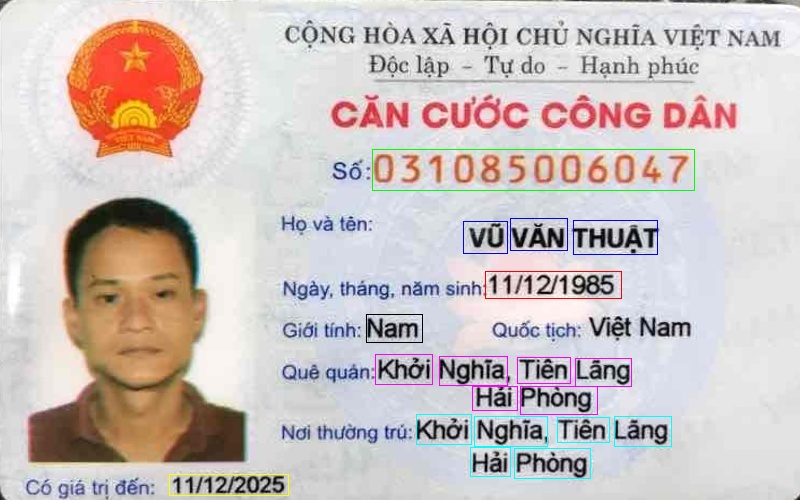 CỘNG HÒA XÃ HỘI CHỦ NGHĨA VIỆT NAM
Độc lập - Tự do - Hạnh phúc
CĂN CƯỚC CÔNG DÂN
Số: 031085006047
Họ và tên: VŨ VĂN THUẬT
Ngày, tháng, năm sinh: 11/12/1985
Giới tính: Nam Quốc tịch: Việt Nam
Quê quán: Khởi Nghĩa, Tiên Lãng
Hải Phòng
Nơi thường trú: Khởi Nghĩa, Tiên Lãng
Hải Phòng
Có giá trị đến: 11/12/2025
VIỆT NAM